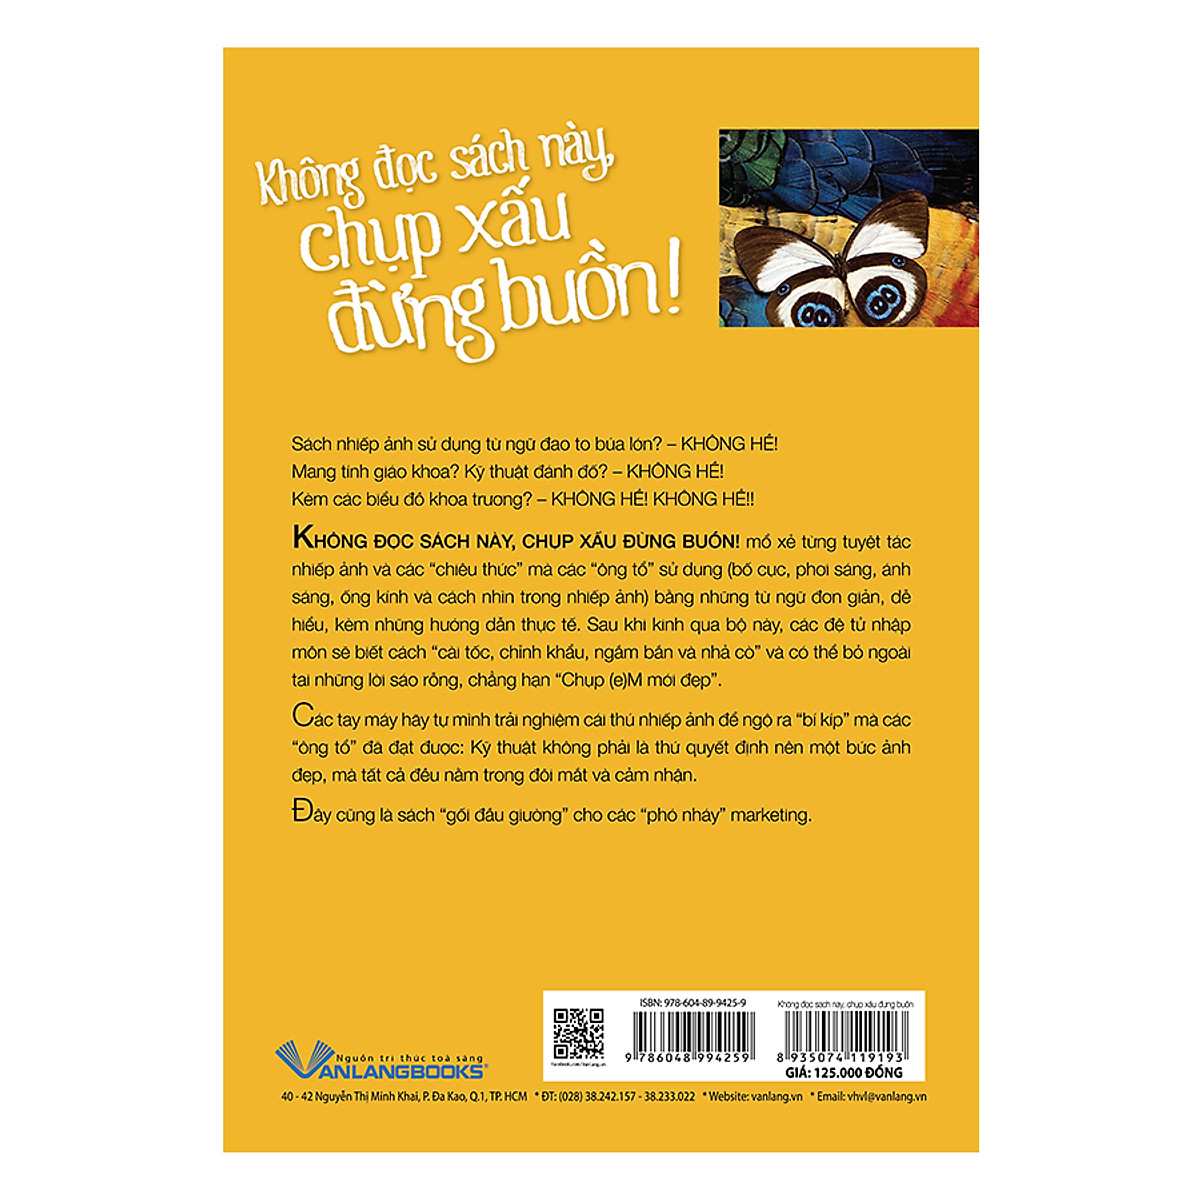 Không đọc sách này,
chụp xấu
đừng buồn!
Sách nhiếp ảnh sử dụng từ ngữ đao to búa lớn? – KHÔNG HỀ!
Mang tính giáo khoa? Kỹ thuật đánh đố? – KHÔNG HỀ!
Kèm các biểu đồ khoa trương? – KHÔNG HỀ! KHÔNG HỀ!!
KHÔNG ĐỌC SÁCH NÀY, CHỤP XẤU ĐỪNG BUỒN! mổ xẻ từng tuyệt tác
nhiếp ảnh và các “chiêu thức” mà các “ông tổ” sử dụng (bố cục, phơi sáng, ánh
sáng, ống kính và cách nhìn trong nhiếp ảnh) bằng những từ ngữ đơn giản, dễ
hiểu, kèm những hướng dẫn thực tế. Sau khi kinh qua bộ này, các đệ tử nhập
môn sẽ biết cách “cài tốc, chỉnh khẩu, ngắm bắn và nhả cò” và có thể bỏ ngoài
tai những lời sáo rỗng, chẳng hạn “Chụp (e)M mới đẹp”.
Các tay máy hãy tự mình trải nghiệm cái thú nhiếp ảnh để ngộ ra “bí kíp” mà các
“ông tổ” đã đạt được: Kỹ thuật không phải là thứ quyết định nên một bức ảnh
đẹp, mà tất cả đều nằm trong đôi mắt và cảm nhận.
Đây cũng là sách “gối đầu giường” cho các “phó nháy” marketing.
ISBN: 978-604-89-9425-9
9 786048 994259
Không đọc sách này, chụp xấu đừng buồn
8 935074 119193
GIÁ: 125.000 ĐỒNG
facebook.com/vanlang.vn
Nguồn tri thức toả sáng
VANLANGBOOKS®
40 - 42 Nguyễn Thị Minh Khai, P. Đa Kao, Q.1, TP. HCM * ĐT: (028) 38.242.157 - 38.233.022 * Website: vanlang.vn * Email: vhvl@vanlang.vn